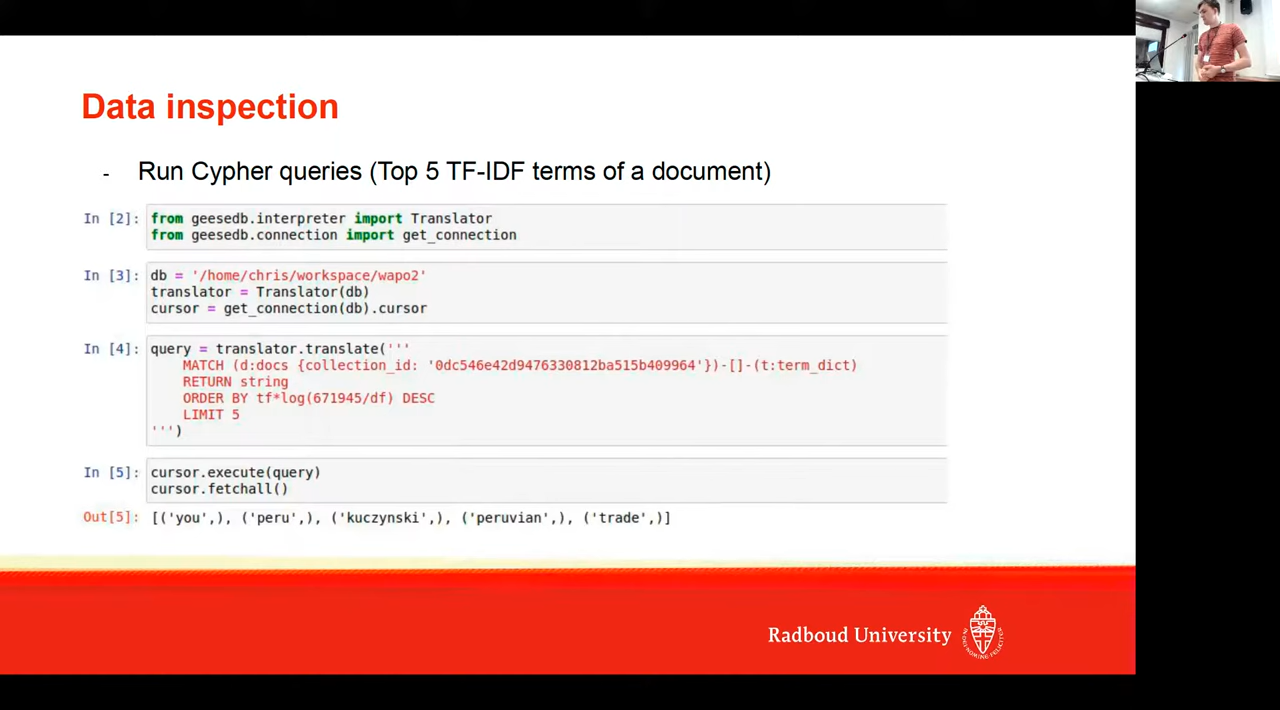 Data inspection
- Run Cypher queries (Top 5 TF-IDF terms of a document)
In [2]: from geesedb.interpreter import Translator
from geesedb.connection import get_connection
In [3]: db = '/home/chris/workspace/wapo2'
translator = Translator(db)
cursor = get_connection(db).cursor
In [4]: query = translator.translate('''
MATCH (d:docs {collection_id: '0dc546e42d9476330812ba515b409964'})-[]-(t:term_dict)
RETURN string
ORDER BY tf*log(671945/df) DESC
LIMIT 5
''')
In [5]: cursor.execute(query)
cursor.fetchall()
Out[5]: [('you',), ('peru',), ('kuczynski',), ('peruvian',), ('trade',)]
Radboud University